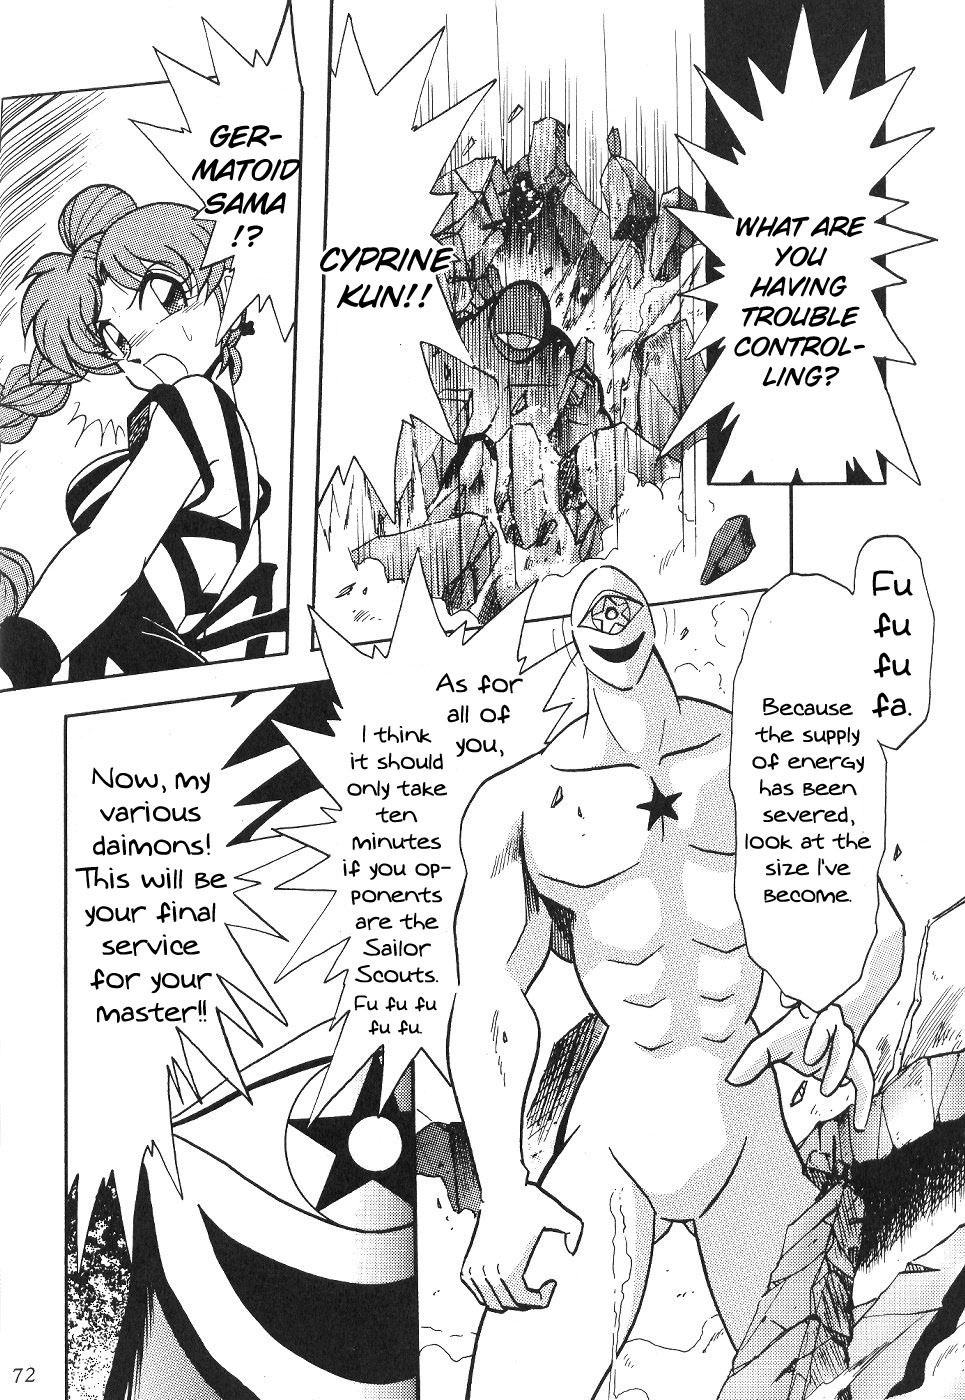 WHAT ARE
YOU
HAVING
TROUBLE
CONTROL-
LING?
CYPRINE
KUN!!
GER-
MATOID
SAMA
!?
Fu
fu
fu
fa.
Because
the supply
of energy
has been
severed,
look at the
size I've
become.
As for
all of
you,
I think
it should
only take
ten
minutes
if you op-
ponents
are the
Sailor
Scouts.
Fu fu fu
fu fu.
Now, my
various
daimons!
This will be
your final
service
for your
master!!
72